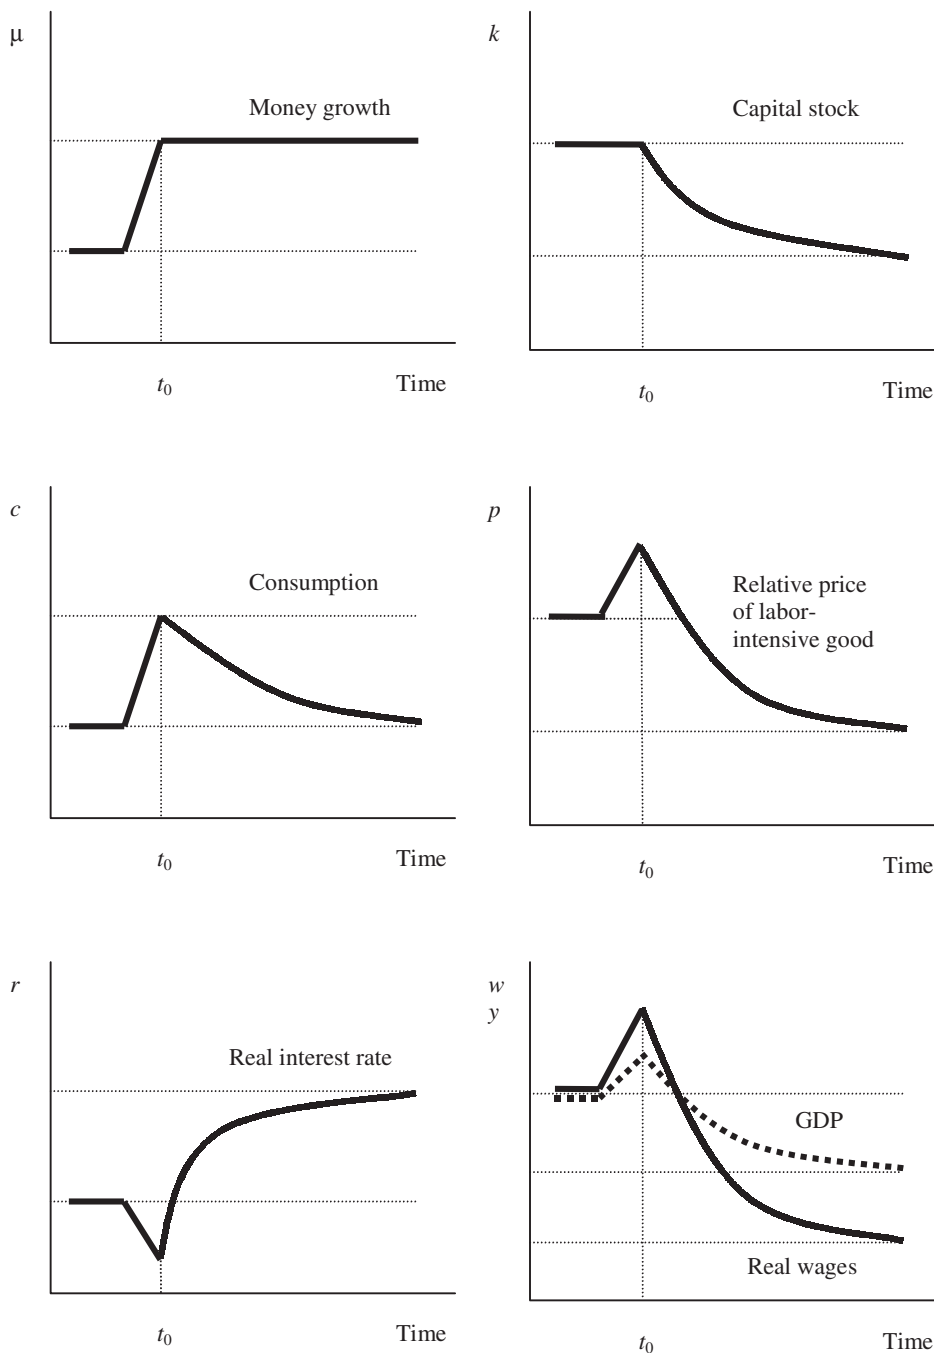 μ
Money growth
t0
Time
k
Capital stock
t0
Time
c
Consumption
t0
Time
p
Relative price
of labor-
intensive good
t0
Time
r
Real interest rate
t0
Time
w
y
GDP
Real wages
t0
Time